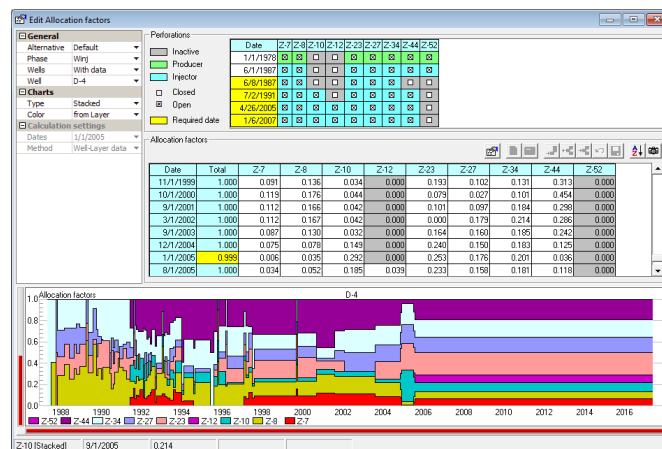 Edit Allocation factors
General
Alternative Default
Phase Winj
Wells With data
Well D-4
Charts
Type Stacked
Color from Layer
Calculation settings
Dates 1/1/2005
Method Well-Layer data
Perforations
Inactive
Producer
Injector
Closed
Open
Required date
Date Z-7 Z-8 Z-10 Z-12 Z-23 Z-27 Z-34 Z-44 Z-52
1/1/1978
6/1/1987
6/8/1987
7/2/1991
4/26/2005
1/6/2007
Allocation factors
Date Total Z-7 Z-8 Z-10 Z-12 Z-23 Z-27 Z-34 Z-44 Z-52
11/1/1999 1.000 0.091 0.136 0.034 0.000 0.193 0.102 0.131 0.313 0.000
10/1/2000 1.000 0.119 0.176 0.044 0.000 0.079 0.027 0.101 0.454 0.000
9/1/2001 1.000 0.112 0.166 0.042 0.000 0.101 0.097 0.184 0.298 0.000
3/1/2002 1.000 0.112 0.167 0.042 0.000 0.000 0.179 0.214 0.286 0.000
9/1/2003 1.000 0.087 0.130 0.032 0.000 0.164 0.160 0.185 0.242 0.000
12/1/2004 1.000 0.075 0.078 0.149 0.000 0.240 0.150 0.183 0.125 0.000
1/1/2005 0.999 0.006 0.035 0.292 0.000 0.253 0.176 0.201 0.036 0.000
8/1/2005 1.000 0.034 0.052 0.185 0.039 0.233 0.158 0.181 0.118 0.000
Allocation factors D-4
1.0
0.8
0.6
0.4
0.2
0.0
1988 1990 1992 1994 1996 1998 2000 2002 2004 2006 2008 2010 2012 2014 2016
Z-52 Z-44 Z-34 Z-27 Z-23 Z-12 Z-10 Z-8 Z-7
Z-10 (Stacked) 9/1/2005 0.214